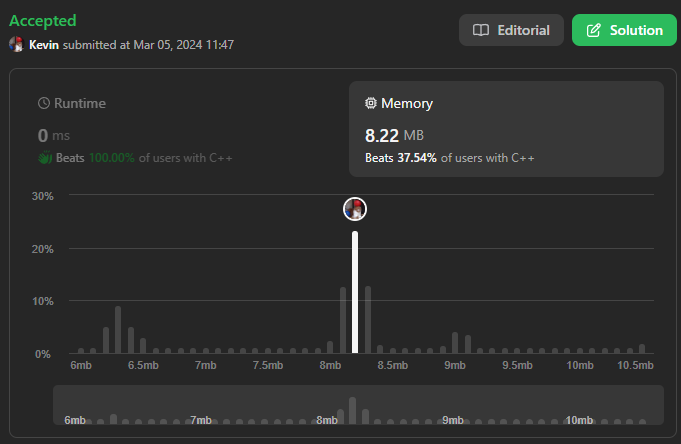 Accepted
Kevin submitted at Mar 05, 2024 11:47
Editorial
Solution
Runtime
0 ms
Beats 100.00% of users with C++
Memory
8.22 MB
Beats 37.54% of users with C++
30%
20%
10%
0%
6mb 6.5mb 7mb 7.5mb 8mb 8.5mb 9mb 9.5mb 10mb 10.5mb
6mb 7mb 8mb 9mb 10mb